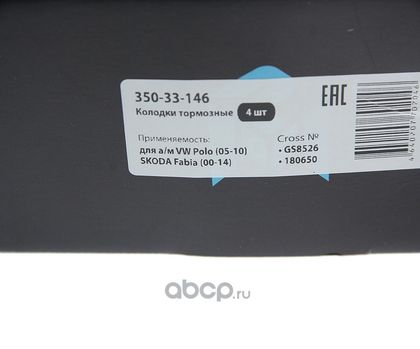 350-33-146
Колодки тормозные 4 шт
EAC
Применяемость:
для а/м VW Polo (05-10)
SKODA Fabia (00-14)
Cross №
• GS8526
• 180650
abcp.ru